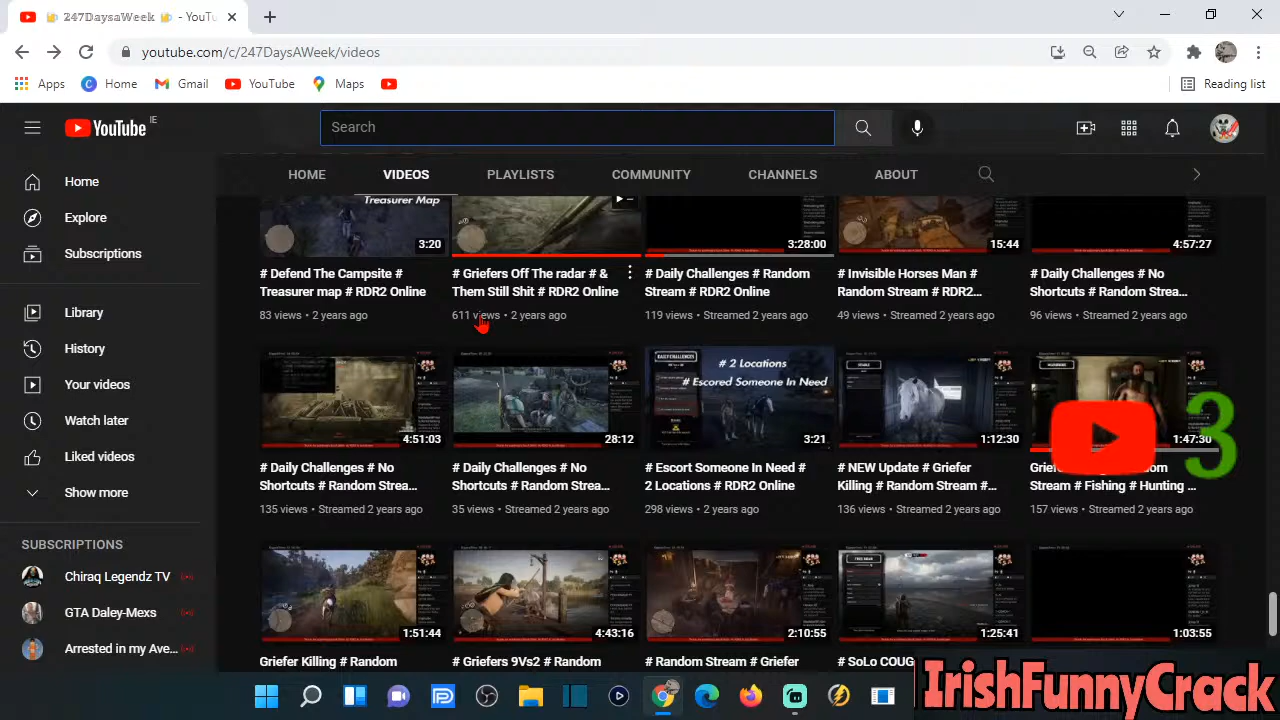 247DaysaWeek - YouTu
youtube.com/c/247DaysAWeek/videos
Apps Home Gmail YouTube Maps Reading list
YouTube IE
Search
HOME VIDEOS PLAYLISTS COMMUNITY CHANNELS ABOUT
Home
Explore
Subscriptions
Library
History
Your videos
Watch later
Liked videos
Show more
SUBSCRIPTIONS
Chiraq Legendz TV
GTA Daley-Mexs
Arrested in my Ave...
Treasurer Map
3:20 3:28:00 15:44 4:57:27
# Defend The Campsite # Treasurer map # RDR2 Online
83 views • 2 years ago
# Griefers Off The radar # & Them Still Shit # RDR2 Online
611 views • 2 years ago
# Daily Challenges # Random Stream # RDR2 Online
119 views • Streamed 2 years ago
# Invisible Horses Man # Random Stream # RDR2...
49 views • Streamed 2 years ago
# Daily Challenges # No Shortcuts # Random Strea...
96 views • Streamed 2 years ago
DAILY CHALLENGES
# 2 Locations
# Escorted Someone In Need
4:51:03 28:12 3:21 1:12:30 1:47:30
# Daily Challenges # No Shortcuts # Random Strea...
135 views • Streamed 2 years ago
# Daily Challenges # No Shortcuts # Random Strea...
35 views • Streamed 2 years ago
# Escort Someone In Need # 2 Locations # RDR2 Online
298 views • 2 years ago
# NEW Update # Griefer Killing # Random Stream #...
136 views • Streamed 2 years ago
Stream # Fishing # Hunting ...
157 views • Streamed 2 years ago
3
1:51:44 4:43:16 2:10:55 1:25:41 1:03:55
Griefer Killing # Random
# Griefers 9Vs2 # Random
# Random Stream # Griefer
# SoLo COUG
IrishFunnyCrack